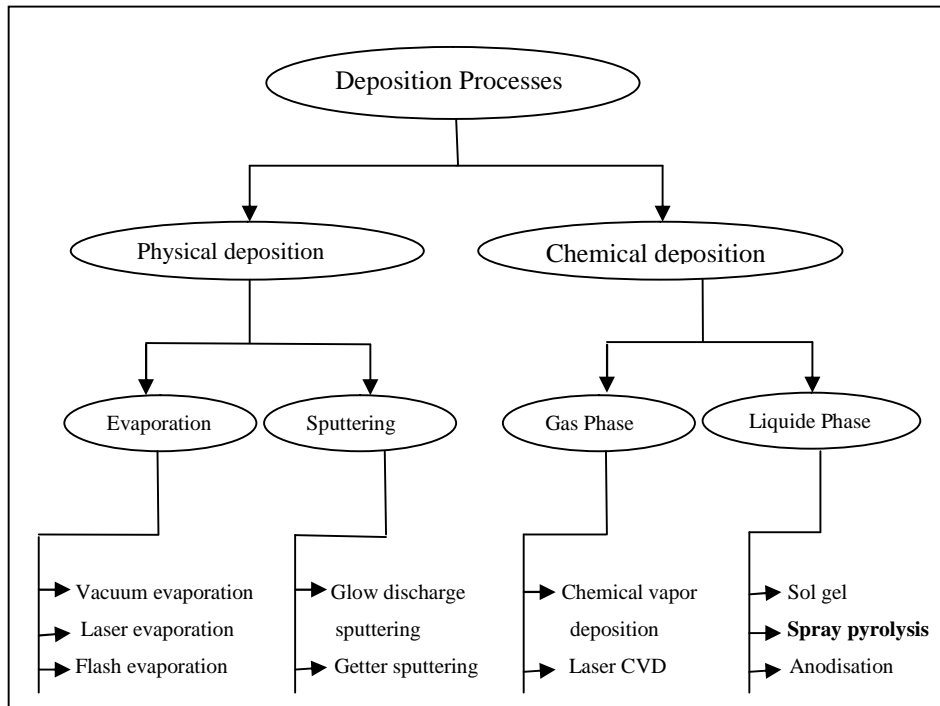 Deposition Processes
Physical deposition
Chemical deposition
Evaporation
Sputtering
Gas Phase
Liquide Phase
Vacuum evaporation
Laser evaporation
Flash evaporation
Glow discharge
sputtering
Getter sputtering
Chemical vapor
deposition
Laser CVD
Sol gel
Spray pyrolysis
Anodisation